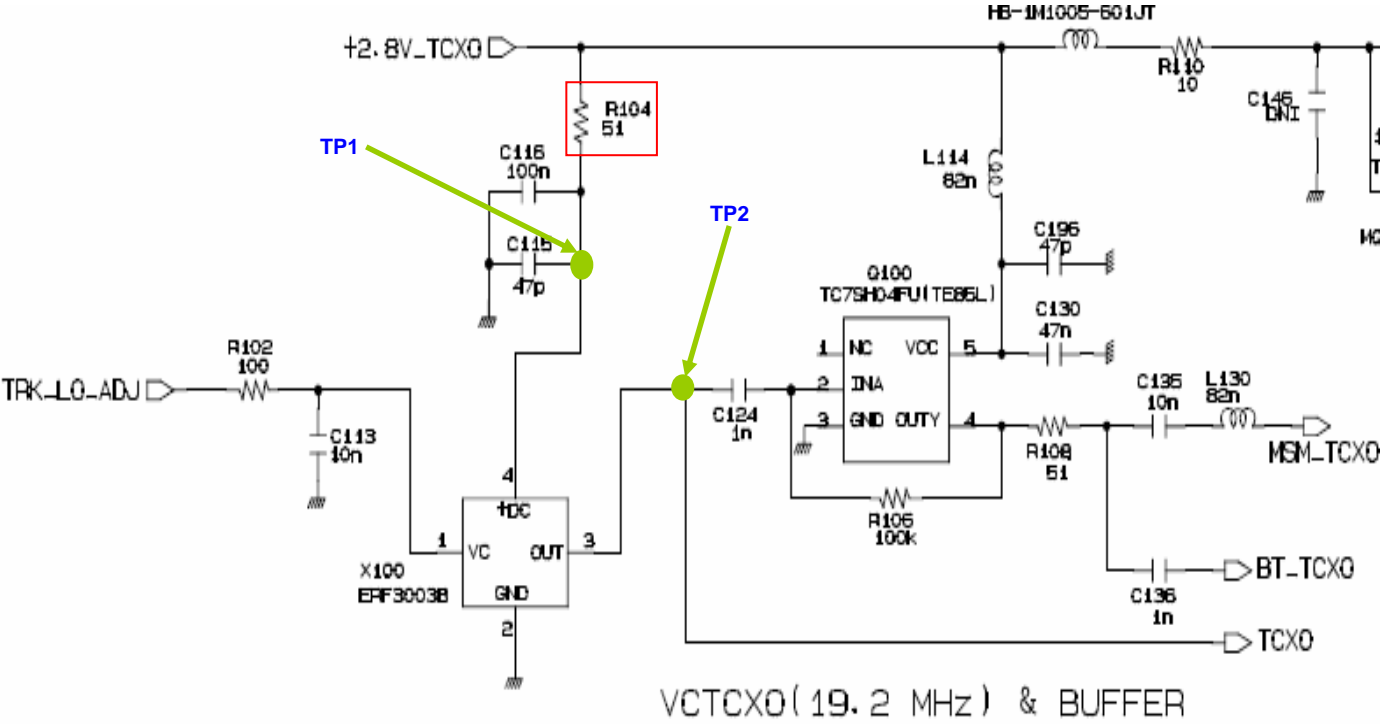 HB-1M1005-601JT
+2.8V_TCXO
R110
10
R104
51
C146
DNI
TP1
C116
100n
L114
82n
TP2
C196
47p
C115
47p
Q100
TC7SH04FU(TE85L)
C130
47n
R102
100
1 NC VCC 5
TRK_LO_ADJ
2 INA
C135
10n
L130
82n
C124
1n
3 GND OUTY 4
C113
10n
R108
51
MSM_TCXO
4
+DC
R106
100k
1 VC OUT 3
X100
ERF3003B
GND
BT_TCXO
C136
1n
2
TCXO
VCTCXO(19.2 MHz) & BUFFER